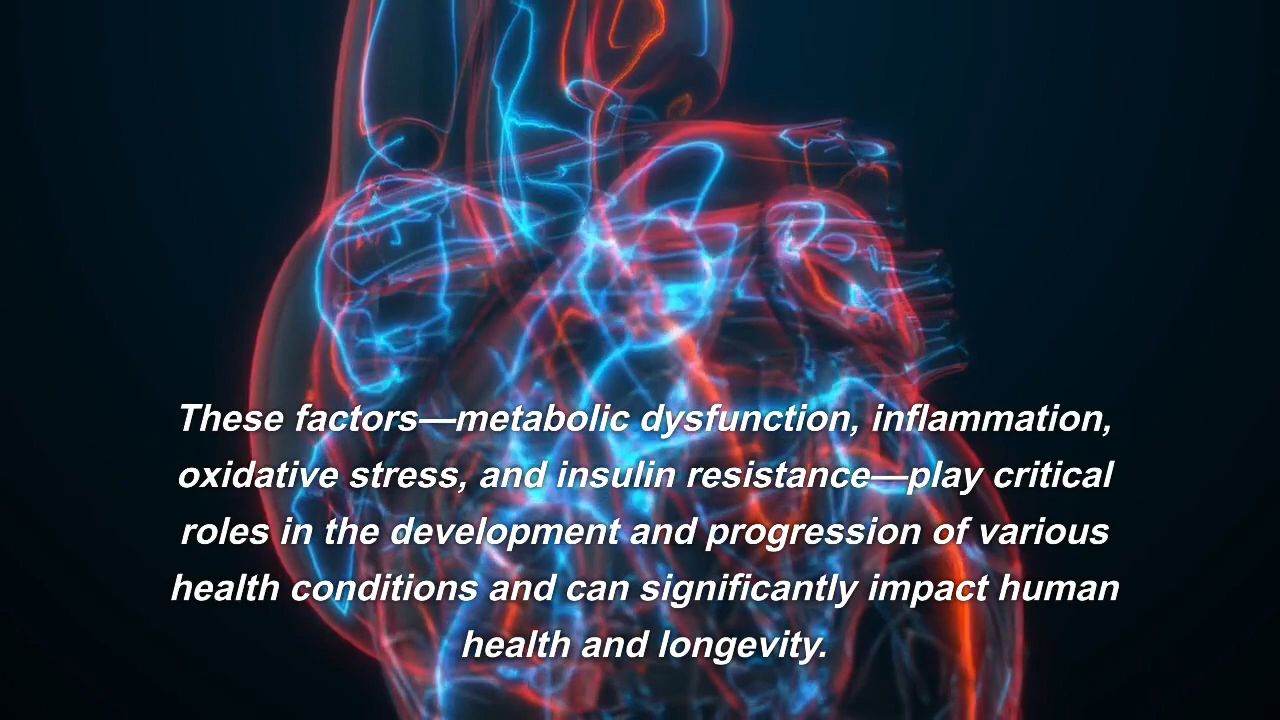 These factors—metabolic dysfunction, inflammation,
oxidative stress, and insulin resistance—play critical
roles in the development and progression of various
health conditions and can significantly impact human
health and longevity.